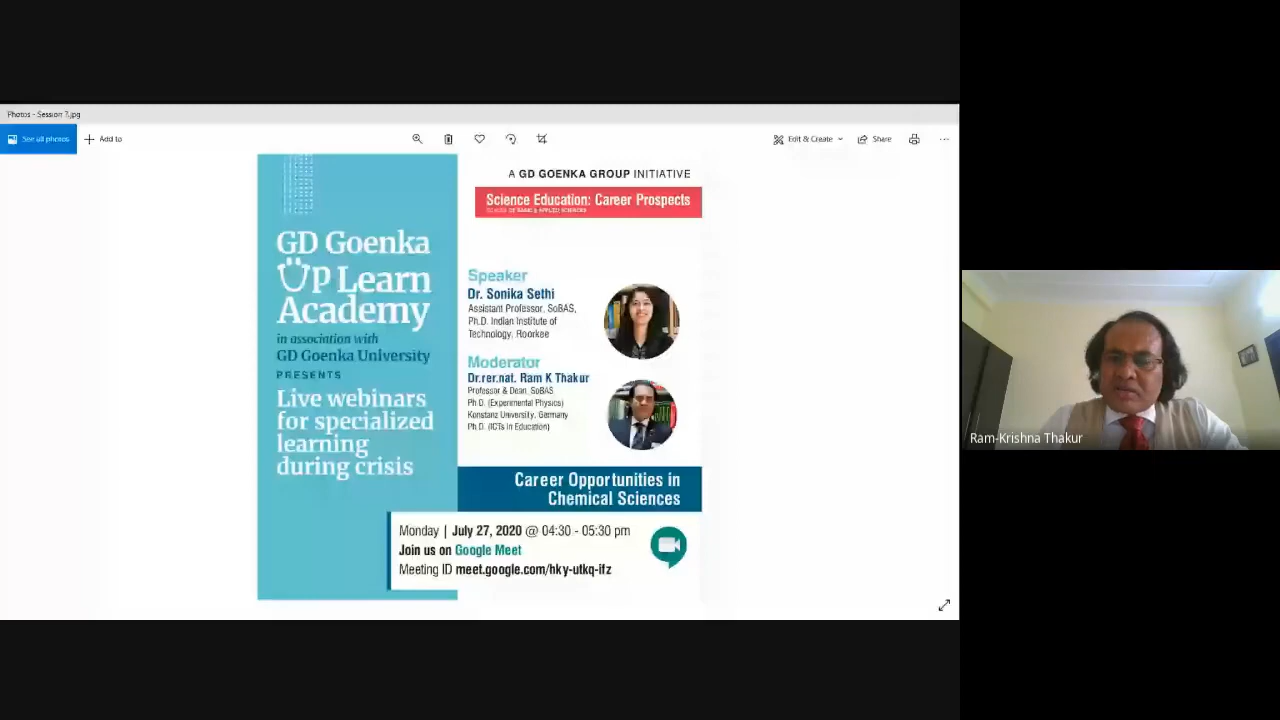 Photos - Session 7.jpg
See all photos
Add to
Edit & Create
Share
A GD GOENKA GROUP INITIATIVE
Science Education: Career Prospects
SCHOOL OF BASIC & APPLIED SCIENCES
GD Goenka
UP Learn
Academy
in association with
GD Goenka University
PRESENTS
Live webinars
for specialized
learning
during crisis
Speaker
Dr. Sonika Sethi
Assistant Professor, SoBAS,
Ph.D. Indian Institute of
Technology, Roorkee
Moderator
Dr.rer.nat. Ram K Thakur
Professor & Dean, SoBAS
Ph.D. (Experimental Physics)
Konstanz University, Germany
Ph.D. (ICTs in Education)
Career Opportunities in
Chemical Sciences
Monday | July 27, 2020 @ 04:30 - 05:30 pm
Join us on Google Meet
Meeting ID meet.google.com/hky-utkq-ifz
Ram-Krishna Thakur